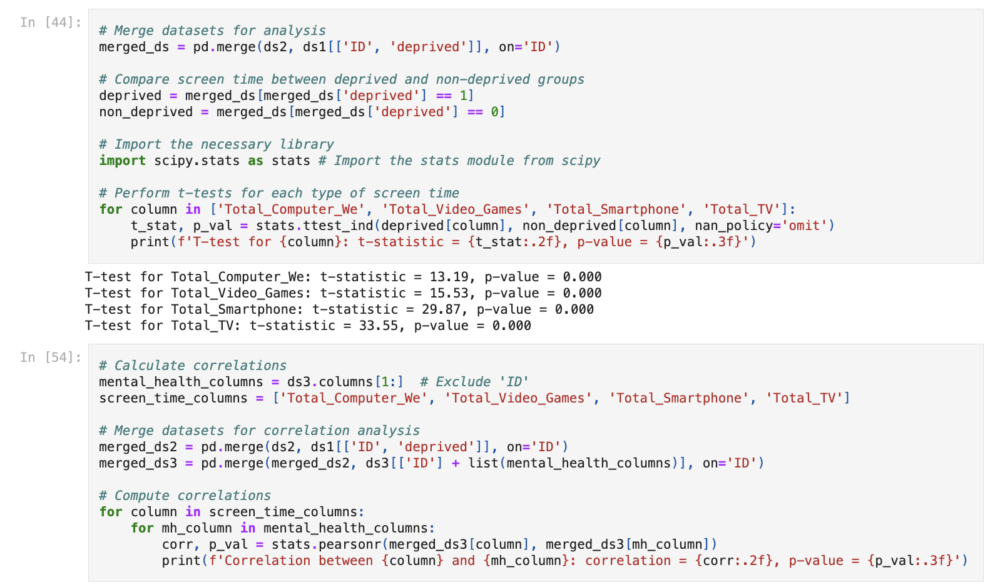 In [44]:
# Merge datasets for analysis
merged_ds = pd.merge(ds2, ds1[['ID', 'deprived']], on='ID')
# Compare screen time between deprived and non-deprived groups
deprived = merged_ds[merged_ds['deprived'] == 1]
non_deprived = merged_ds[merged_ds['deprived'] == 0]
# Import the necessary library
import scipy.stats as stats # Import the stats module from scipy
# Perform t-tests for each type of screen time
for column in ['Total_Computer_We', 'Total_Video_Games', 'Total_Smartphone', 'Total_TV']:
    t_stat, p_val = stats.ttest_ind(deprived[column], non_deprived[column], nan_policy='omit')
    print(f'T-test for {column}: t-statistic = {t_stat:.2f}, p-value = {p_val:.3f}')
T-test for Total_Computer_We: t-statistic = 13.19, p-value = 0.000
T-test for Total_Video_Games: t-statistic = 15.53, p-value = 0.000
T-test for Total_Smartphone: t-statistic = 29.87, p-value = 0.000
T-test for Total_TV: t-statistic = 33.55, p-value = 0.000
In [54]:
# Calculate correlations
mental_health_columns = ds3.columns[1:]  # Exclude 'ID'
screen_time_columns = ['Total_Computer_We', 'Total_Video_Games', 'Total_Smartphone', 'Total_TV']
# Merge datasets for correlation analysis
merged_ds2 = pd.merge(ds2, ds1[['ID', 'deprived']], on='ID')
merged_ds3 = pd.merge(merged_ds2, ds3[['ID'] + list(mental_health_columns)], on='ID')
# Compute correlations
for column in screen_time_columns:
    for mh_column in mental_health_columns:
        corr, p_val = stats.pearsonr(merged_ds3[column], merged_ds3[mh_column])
        print(f'Correlation between {column} and {mh_column}: correlation = {corr:.2f}, p-value = {p_val:.3f}')